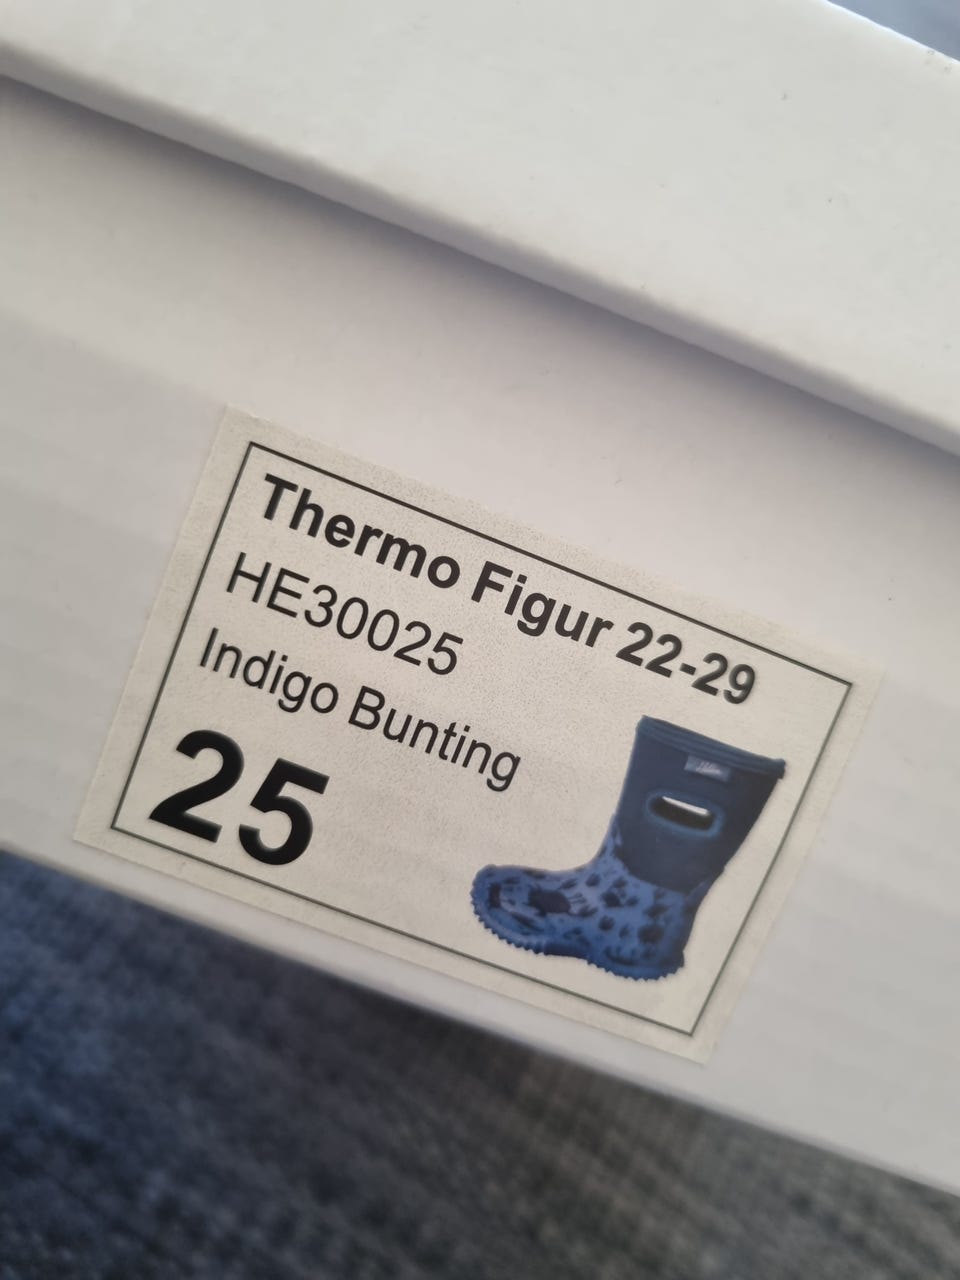 Thermo Figur 22-29
HE30025
Indigo Bunting
25